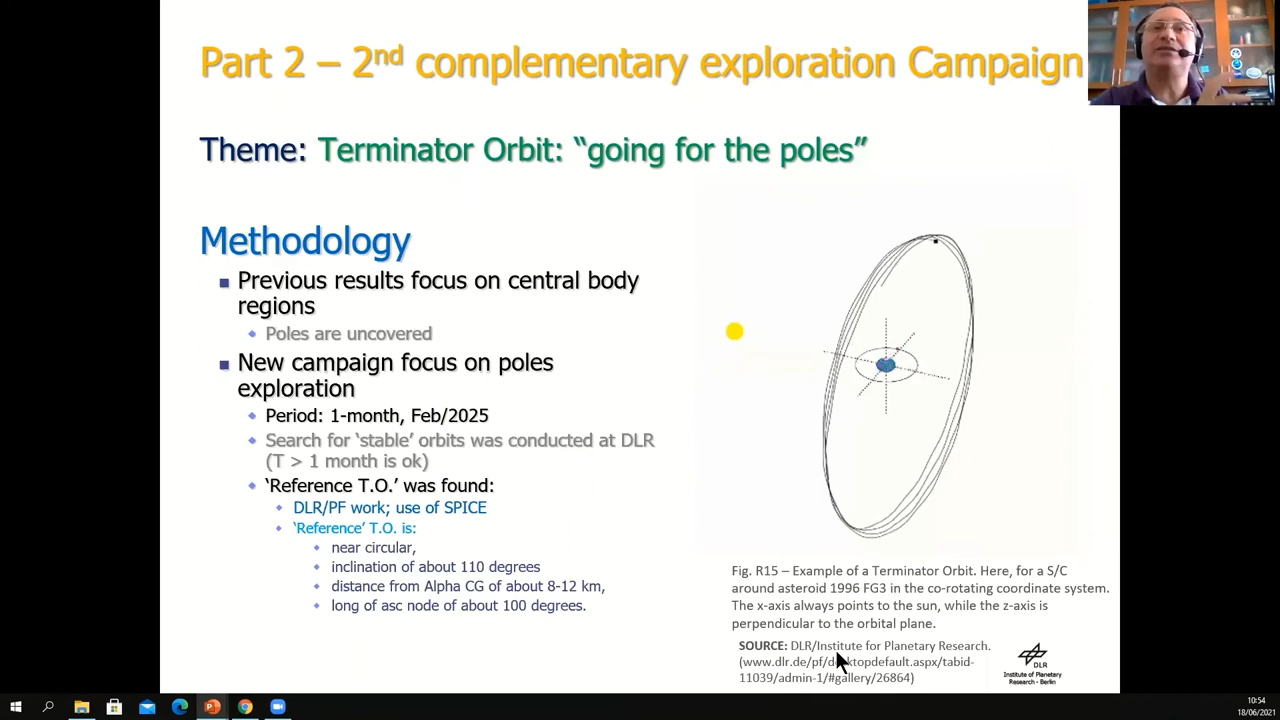 Part 2 – 2nd complementary exploration Campaign
Theme: Terminator Orbit: “going for the poles”
Methodology
Previous results focus on central body
regions
Poles are uncovered
New campaign focus on poles
exploration
Period: 1-month, Feb/2025
Search for ‘stable’ orbits was conducted at DLR
(T > 1 month is ok)
‘Reference T.O.’ was found:
DLR/PF work; use of SPICE
‘Reference’ T.O. is:
near circular,
inclination of about 110 degrees
distance from Alpha CG of about 8-12 km,
long of asc node of about 100 degrees.
Fig. R15 – Example of a Terminator Orbit. Here, for a S/C
around asteroid 1996 FG3 in the co-rotating coordinate system.
The x-axis always points to the sun, while the z-axis is
perpendicular to the orbital plane.
SOURCE: DLR/Institute for Planetary Research.
(www.dlr.de/pf/desktopdefault.aspx/tabid-
11039/admin-1/#gallery/26864)
DLR
Institute of Planetary
Research - Berlin
10:54
18/06/2021